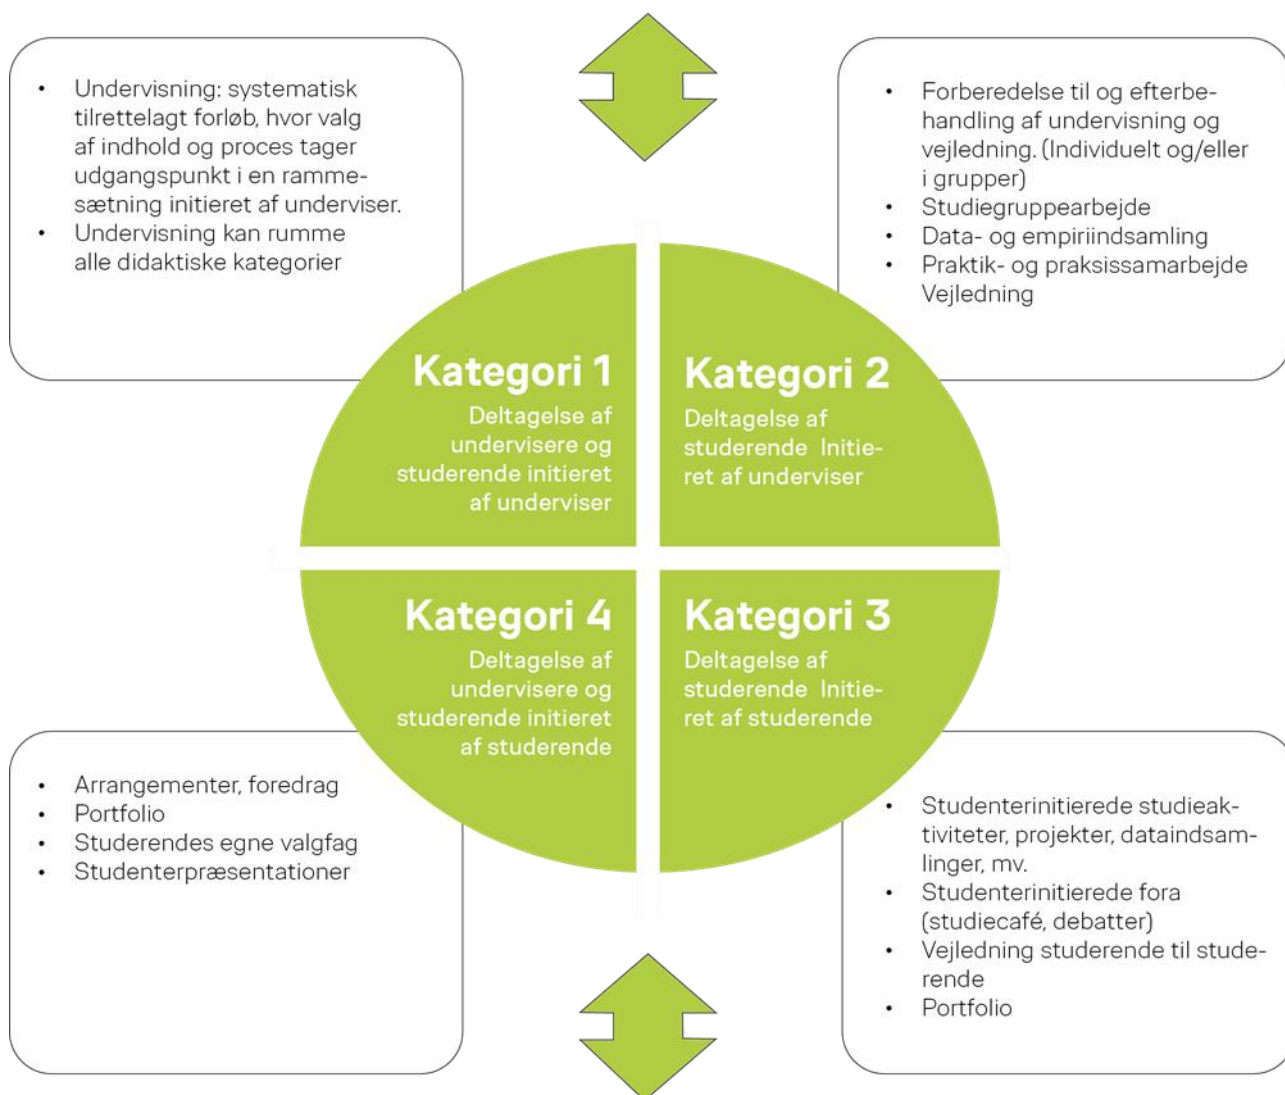 • Undervisning: systematisk
tilrettelagt forløb, hvor valg
af indhold og proces tager
udgangspunkt i en ramme-
sætning initieret af underviser.
• Undervisning kan rumme
alle didaktiske kategorier
• Forberedelse til og efterbe-
handling af undervisning og
vejledning. (Individuelt og/eller
i grupper)
• Studiegruppearbejde
• Data- og empiriindsamling
• Praktik- og praksissamarbejde
Vejledning
Kategori 1
Deltagelse af
undervisere og
studerende initieret
af underviser
Kategori 2
Deltagelse af
studerende Initie-
ret af underviser
Kategori 4
Deltagelse af
undervisere og
studerende initieret
af studerende
Kategori 3
Deltagelse af
studerende Initie-
ret af studerende
• Arrangementer, foredrag
• Portfolio
• Studerendes egne valgfag
• Studenterpræsentationer
• Studenterinitierede studieak-
tiviteter, projekter, dataindsam-
linger, mv.
• Studenterinitierede fora
(studiecafé, debatter)
• Vejledning studerende til stude-
rende
• Portfolio